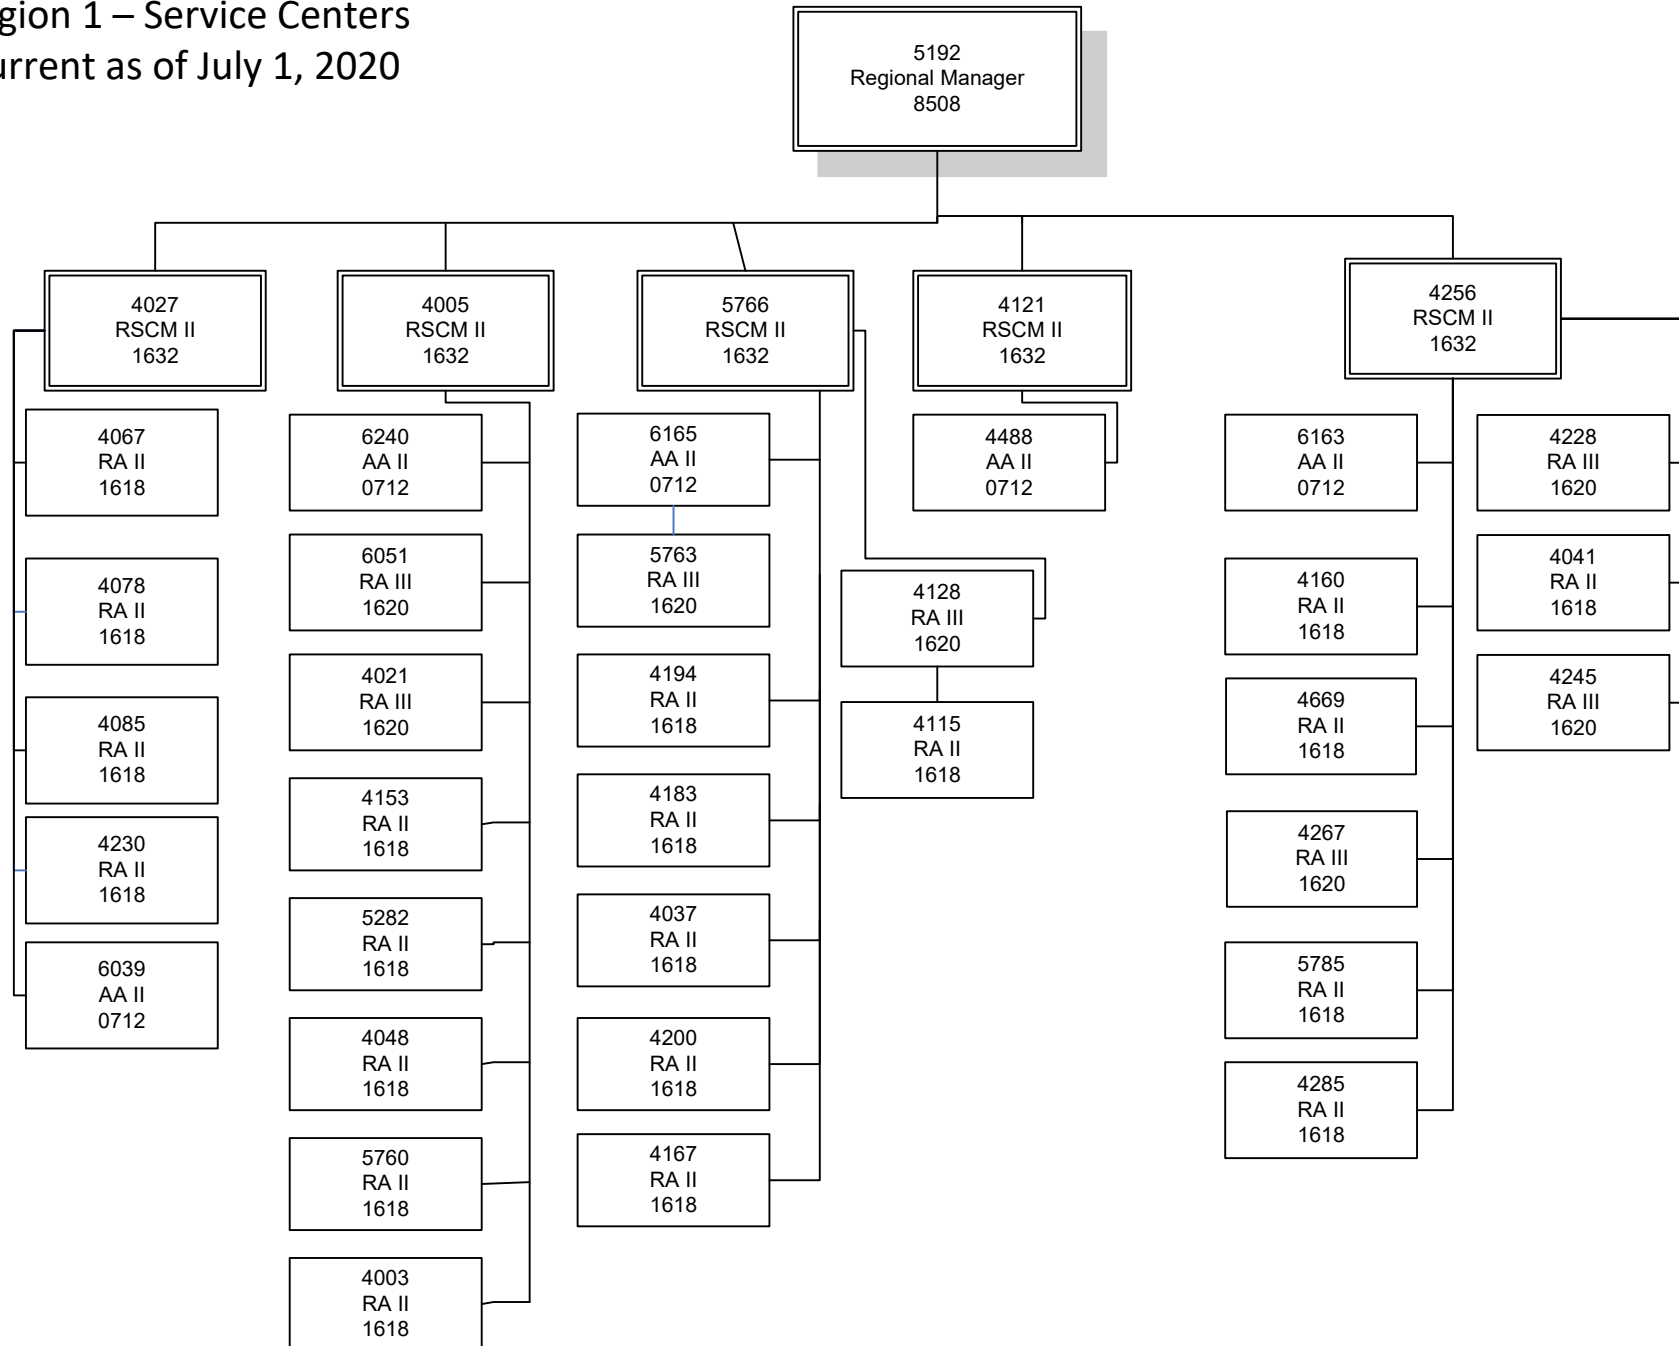 gion 1 – Service Centers
urrent as of July 1, 2020
5192
Regional Manager
8508
4027
RSCM II
1632
4005
RSCM II
1632
5766
RSCM II
1632
4121
RSCM II
1632
4256
RSCM II
1632
4067
RA II
1618
4078
RA II
1618
4085
RA II
1618
4230
RA II
1618
6039
AA II
0712
6240
AA II
0712
6051
RA III
1620
4021
RA III
1620
4153
RA II
1618
5282
RA II
1618
4048
RA II
1618
5760
RA II
1618
4003
RA II
1618
6165
AA II
0712
5763
RA III
1620
4194
RA II
1618
4183
RA II
1618
4037
RA II
1618
4200
RA II
1618
4167
RA II
1618
4128
RA III
1620
4115
RA II
1618
4488
AA II
0712
6163
AA II
0712
4160
RA II
1618
4669
RA II
1618
4267
RA III
1620
5785
RA II
1618
4285
RA II
1618
4228
RA III
1620
4041
RA II
1618
4245
RA III
1620